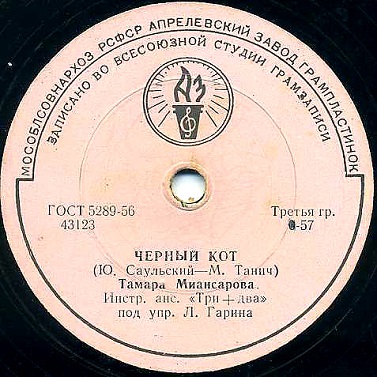 МОСОБЛСОВНАРХОЗ РСФСР АПРЕЛЕВСКИЙ ЗАВОД ГРАМПЛАСТИНОК
ЗАПИСАНО ВО ВСЕСОЮЗНОЙ СТУДИИ ГРАМЗАПИСИ
АЗ
ГОСТ 5289-56
43123
Третья гр.
0-57
ЧЕРНЫЙ КОТ
(Ю. Саульский—М. Танич)
Тамара Миансарова
Инстр. анс. «Три+два»
под упр. Л. Гарина